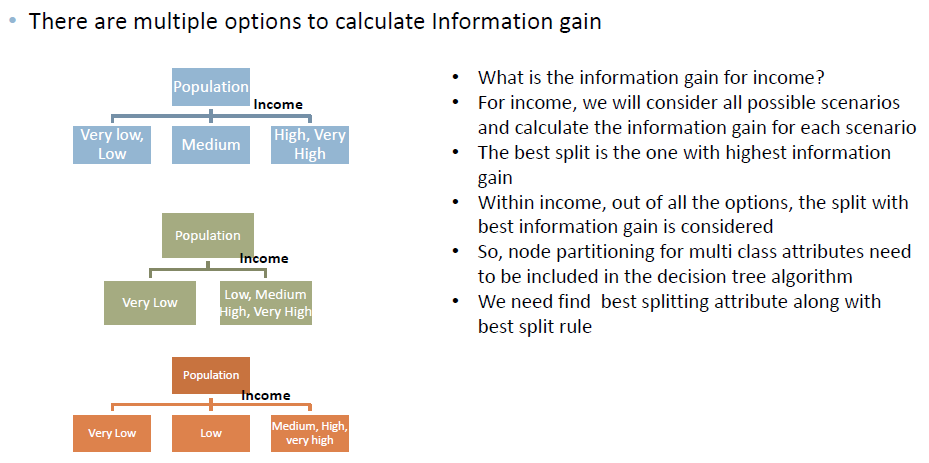 • There are multiple options to calculate Information gain
Population
Income
Very low,
Low
Medium
High, Very
High
Population
Income
Very Low
Low, Medium
High, Very High
Population
Income
Very Low
Low
Medium, High,
very high
• What is the information gain for income?
• For income, we will consider all possible scenarios
and calculate the information gain for each scenario
• The best split is the one with highest information
gain
• Within income, out of all the options, the split with
best information gain is considered
• So, node partitioning for multi class attributes need
to be included in the decision tree algorithm
• We need find  best splitting attribute along with
best split rule